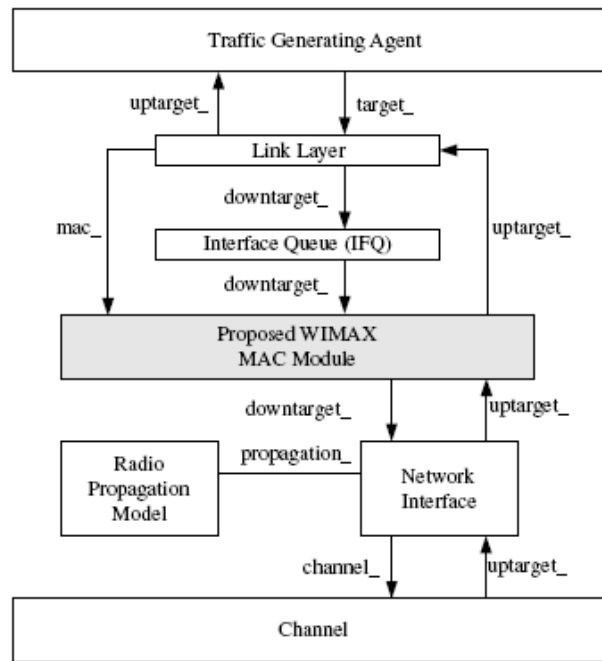 Traffic Generating Agent
uptarget_
target_
Link Layer
downtarget_
mac_
Interface Queue (IFQ)
uptarget_
downtarget_
Proposed WIMAX
MAC Module
downtarget_
uptarget_
Radio
Propagation
Model
propagation_
Network
Interface
channel_
uptarget_
Channel